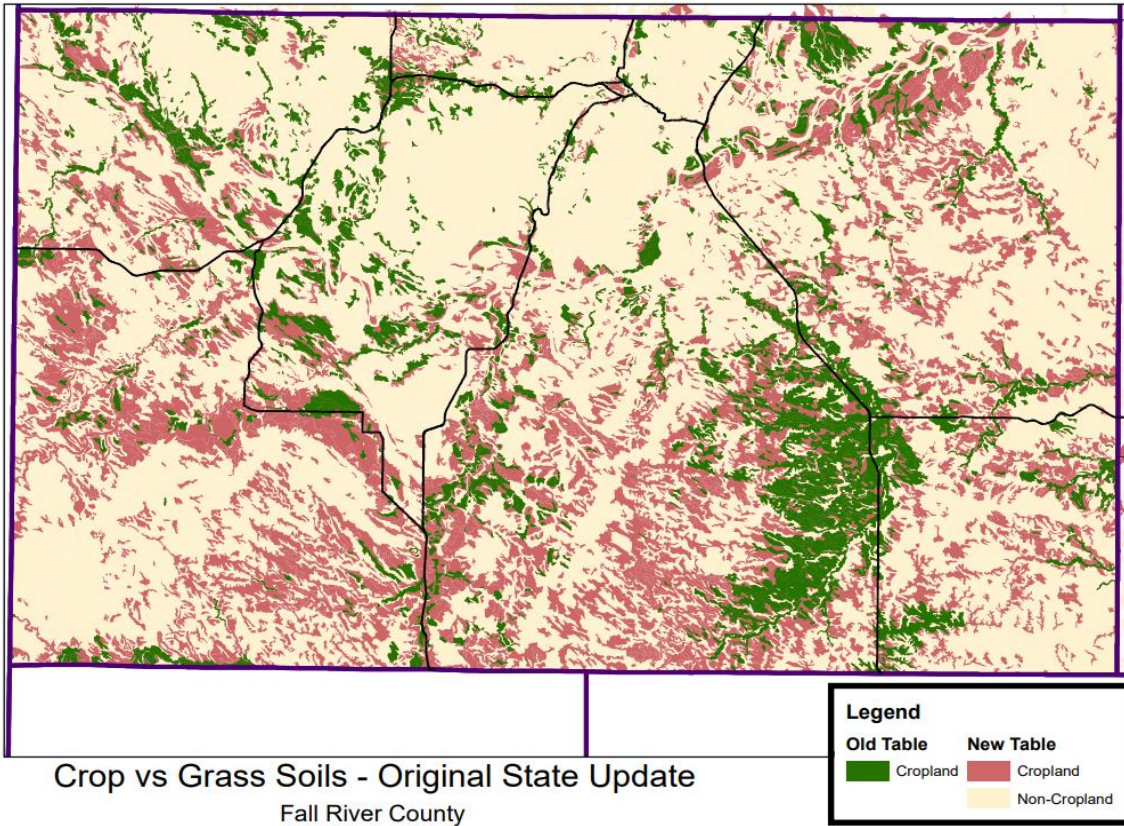 Legend
Old Table New Table
Cropland Cropland
Non-Cropland
Crop vs Grass Soils - Original State Update
Fall River County